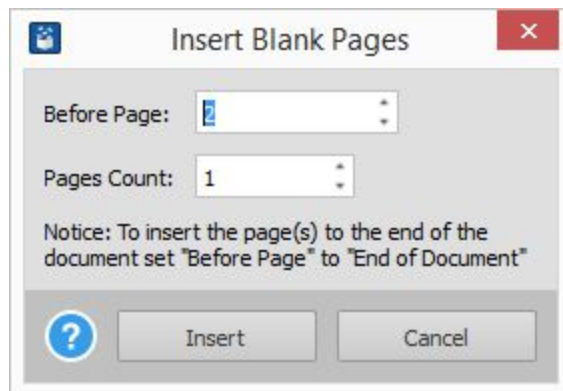 Insert Blank Pages
Before Page: 2
Pages Count: 1
Notice: To insert the page(s) to the end of the
document set "Before Page" to "End of Document"
? Insert Cancel